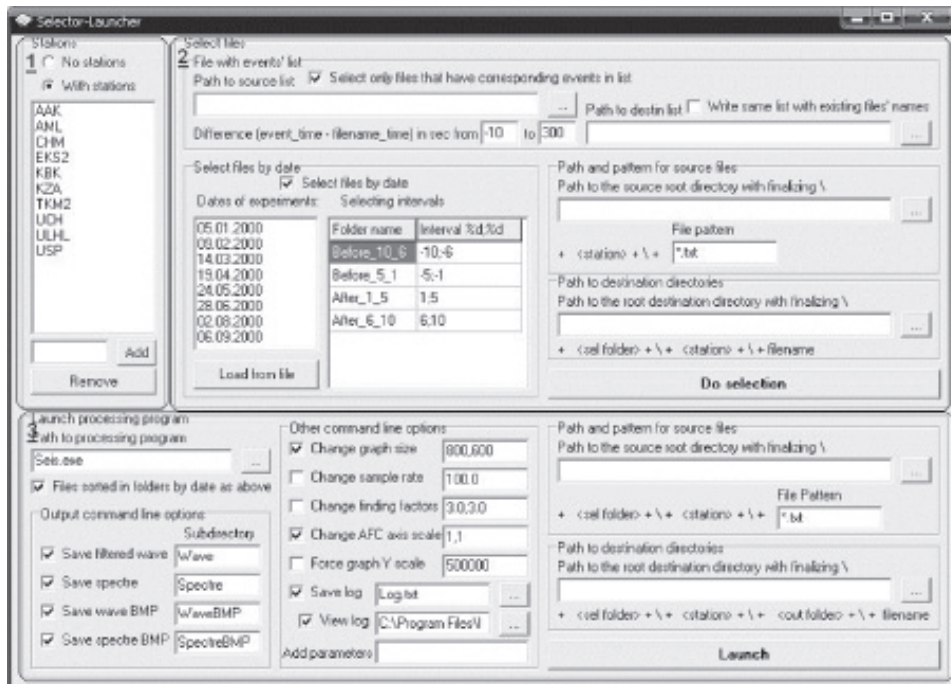 Selector-Launcher
Stations
1
No stations
With stations
AAK
AML
CHM
EKS2
KBK
KZA
TKM2
UCH
ULHL
USP
Add
Remove
Select files
2
File with events' list
Path to source list
Select only files that have corresponding events in list
...
Path to destin list
Write same list with existing files' names
...
Difference (event_time - filename_time) in sec from -10 to 300
Select files by date
Select files by date
Dates of experiments:
05.01.2000
09.02.2000
14.03.2000
19.04.2000
24.05.2000
28.06.2000
02.08.2000
06.09.2000
Load from file
Selecting intervals
Folder name Interval %d;%d
Before_10_6 -10;-6
Before_5_1 -5;-1
After_1_5 1;5
After_6_10 6;10
Path and pattern for source files
Path to the source root directory with finalizing \
...
File pattern
+ <station> + \ + *.txt
Path to destination directories
Path to the root destination directory with finalizing \
...
+ <sel folder> + \ + <station> + \ + filename
Do selection
Launch processing program
3
Path to processing program
Seis.exe ...
Files sorted in folders by date as above
Output command line options
Subdirectory
Save filtered wave Wave
Save spectre Spectre
Save wave BMP WaveBMP
Save spectre BMP SpectreBMP
Other command line options
Change graph size 800,600
Change sample rate 100.0
Change finding factors 3.0,3.0
Change AFC axis scale 1,1
Force graph Y scale 500000
Save log Log.txt ...
View log C:\Program Files\I ...
Add parameters
Path and pattern for source files
Path to the source root directory with finalizing \
...
File Pattern
+ <sel folder> + \ + <station> + \ + *.txt
Path to destination directories
Path to the root destination directory with finalizing \
...
+ <sel folder> + \ + <station> + \ + <out folder> + \ + filename
Launch